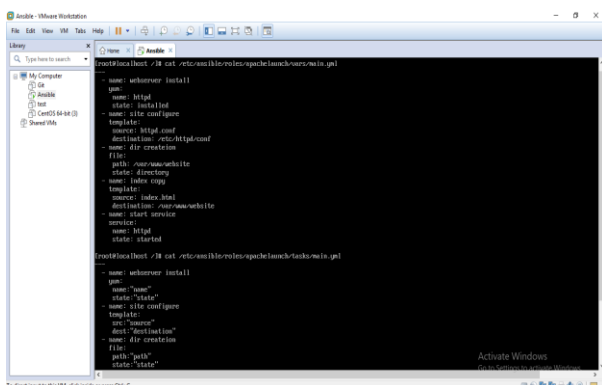 Ansible - VMware Workstation
File Edit View VM Tabs Help
Library
Home
Ansible
Type here to search
My Computer
Git
Ansible
test
CentOS 64-bit (3)
Shared VMs
[root@localhost /]# cat /etc/ansible/roles/apachelaunch/vars/main.yml
---
- name: webserver install
yum:
name: httpd
state: installed
- name: site configure
template:
source: httpd.conf
destination: /etc/httpd/conf
- name: dir createion
file:
path: /var/www/website
state: directory
- name: index copy
template:
source: index.html
destination: /var/www/website
- name: start service
service:
name: httpd
state: started
[root@localhost /]# cat /etc/ansible/roles/apachelaunch/tasks/main.yml
---
- name: webserver install
yum:
name:"name"
state:"state"
- name: site configure
template:
src:"source"
dest:"destination"
- name: dir createion
file:
path:"path"
state:"state"
Activate Windows
Go to Settings to activate Windows.